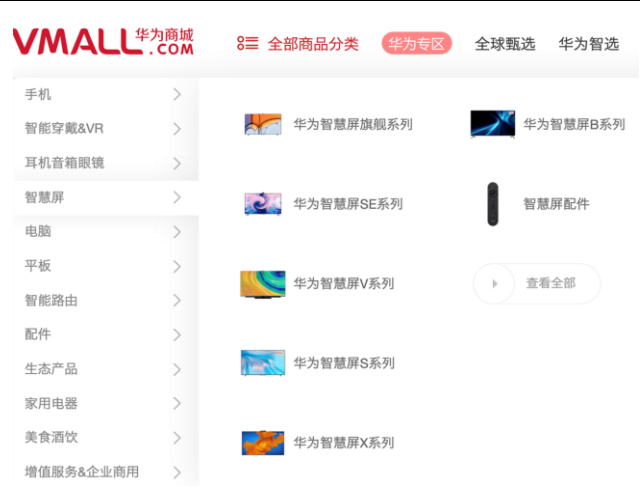 VMALL 华为商城
.COM
全部商品分类 华为专区 全球甄选 华为智选
手机
智能穿戴&VR
耳机音箱眼镜
智慧屏
电脑
平板
智能路由
配件
生态产品
家用电器
美食酒饮
增值服务&企业商用
华为智慧屏旗舰系列
华为智慧屏B系列
华为智慧屏SE系列
智慧屏配件
华为智慧屏V系列
查看全部
华为智慧屏S系列
华为智慧屏X系列